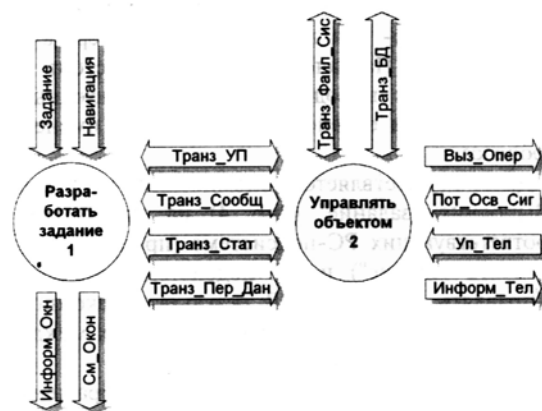 Задание
Навигация
Транз_Файл_Сис
Транз_БД
Разра-
ботать
задание
1
Транз_УП
Транз_Сообщ
Транз_Стат
Транз_Пер_Дан
Управлять
объектом
2
Выз_Опер
Пот_Осв_Сиг
Уп_Тел
Информ_Тел
Информ_Окн
См_Окон